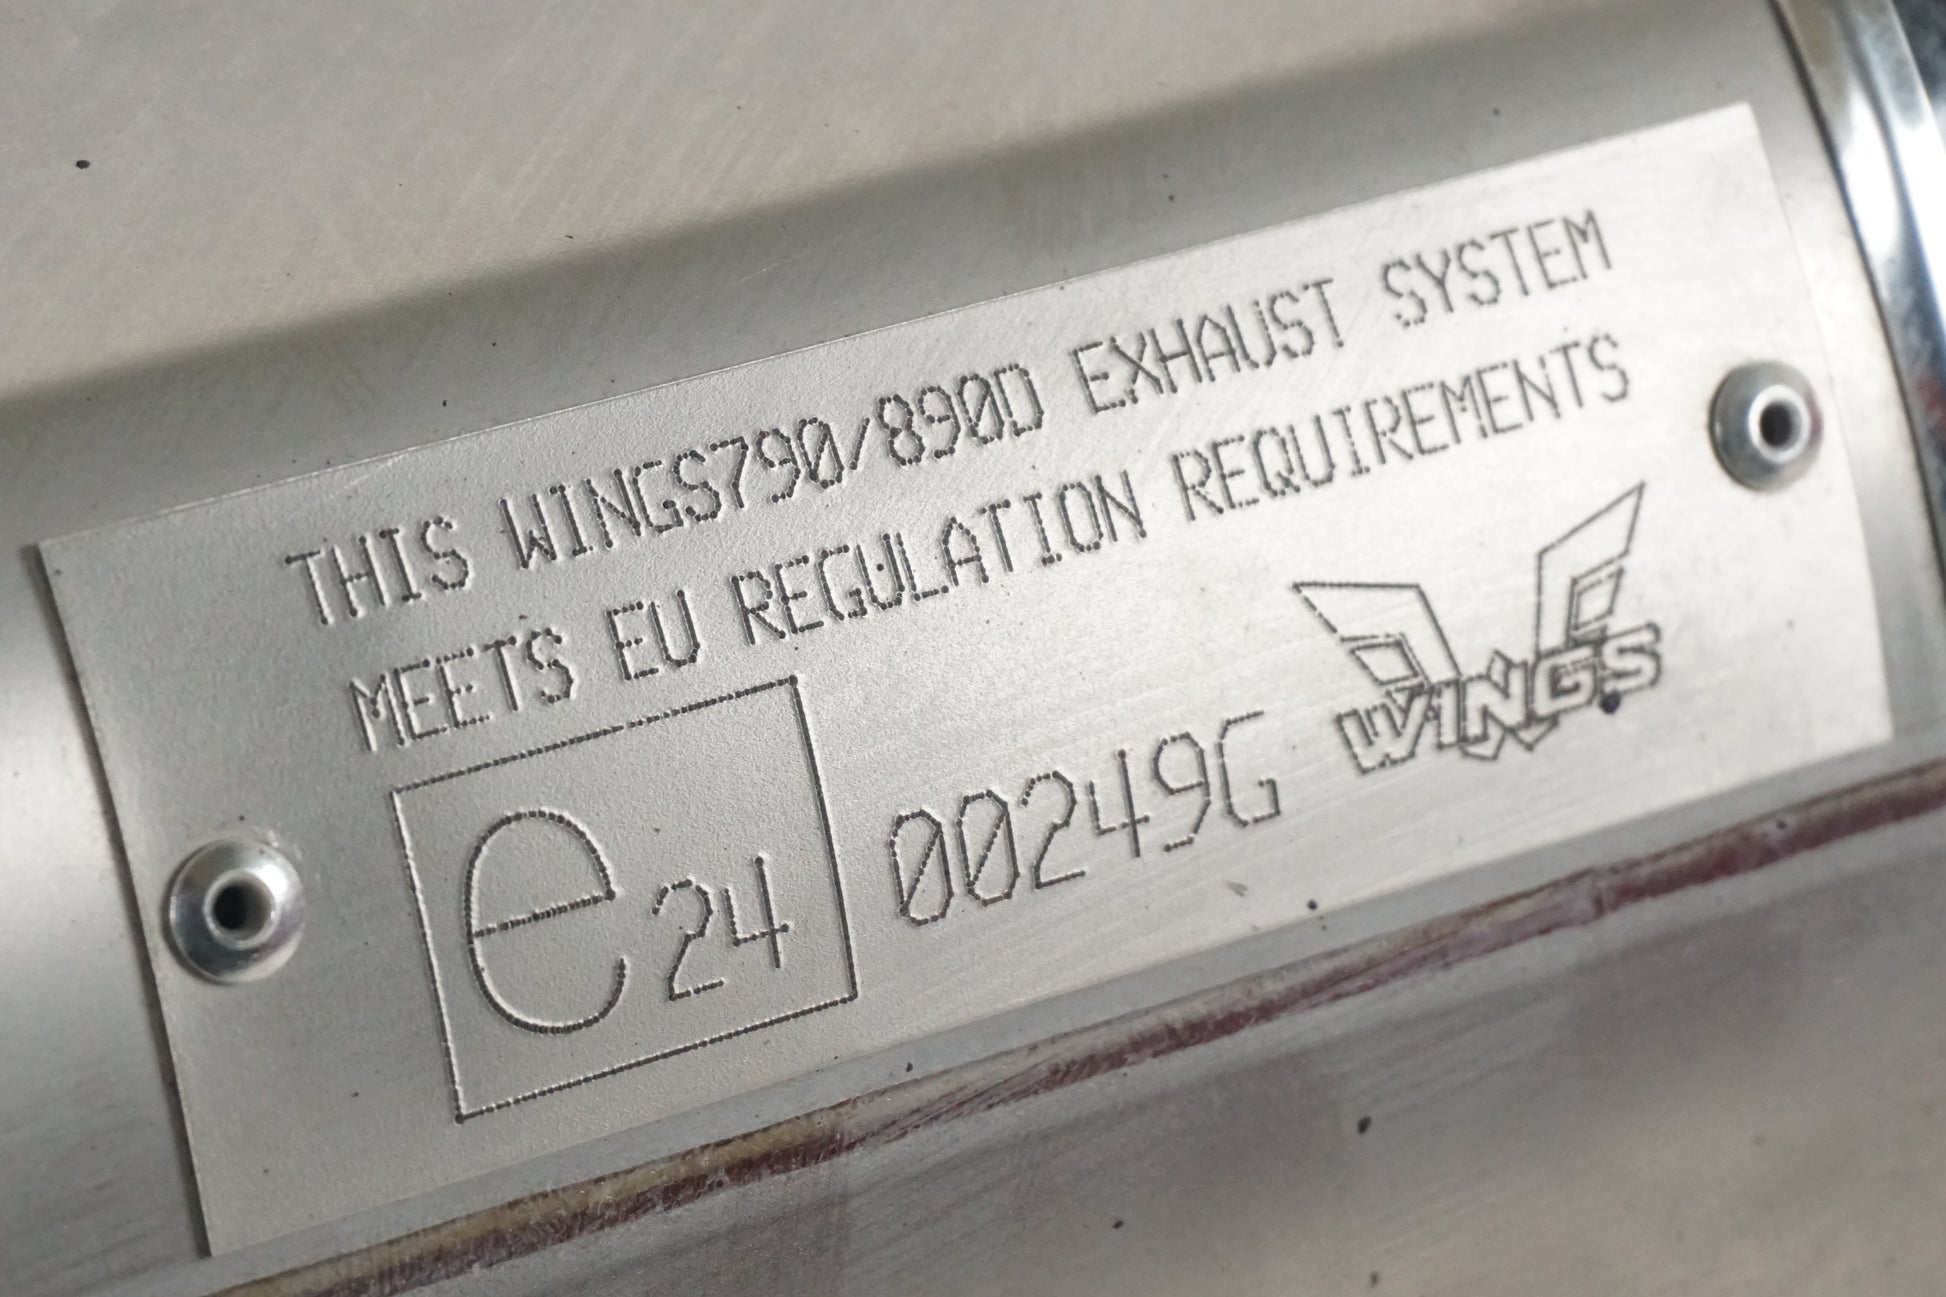 THIS WINGS790/890D EXHAUST SYSTEM
MEETS EU REGULATION REQUIREMENTS
e24 00249G WINGS